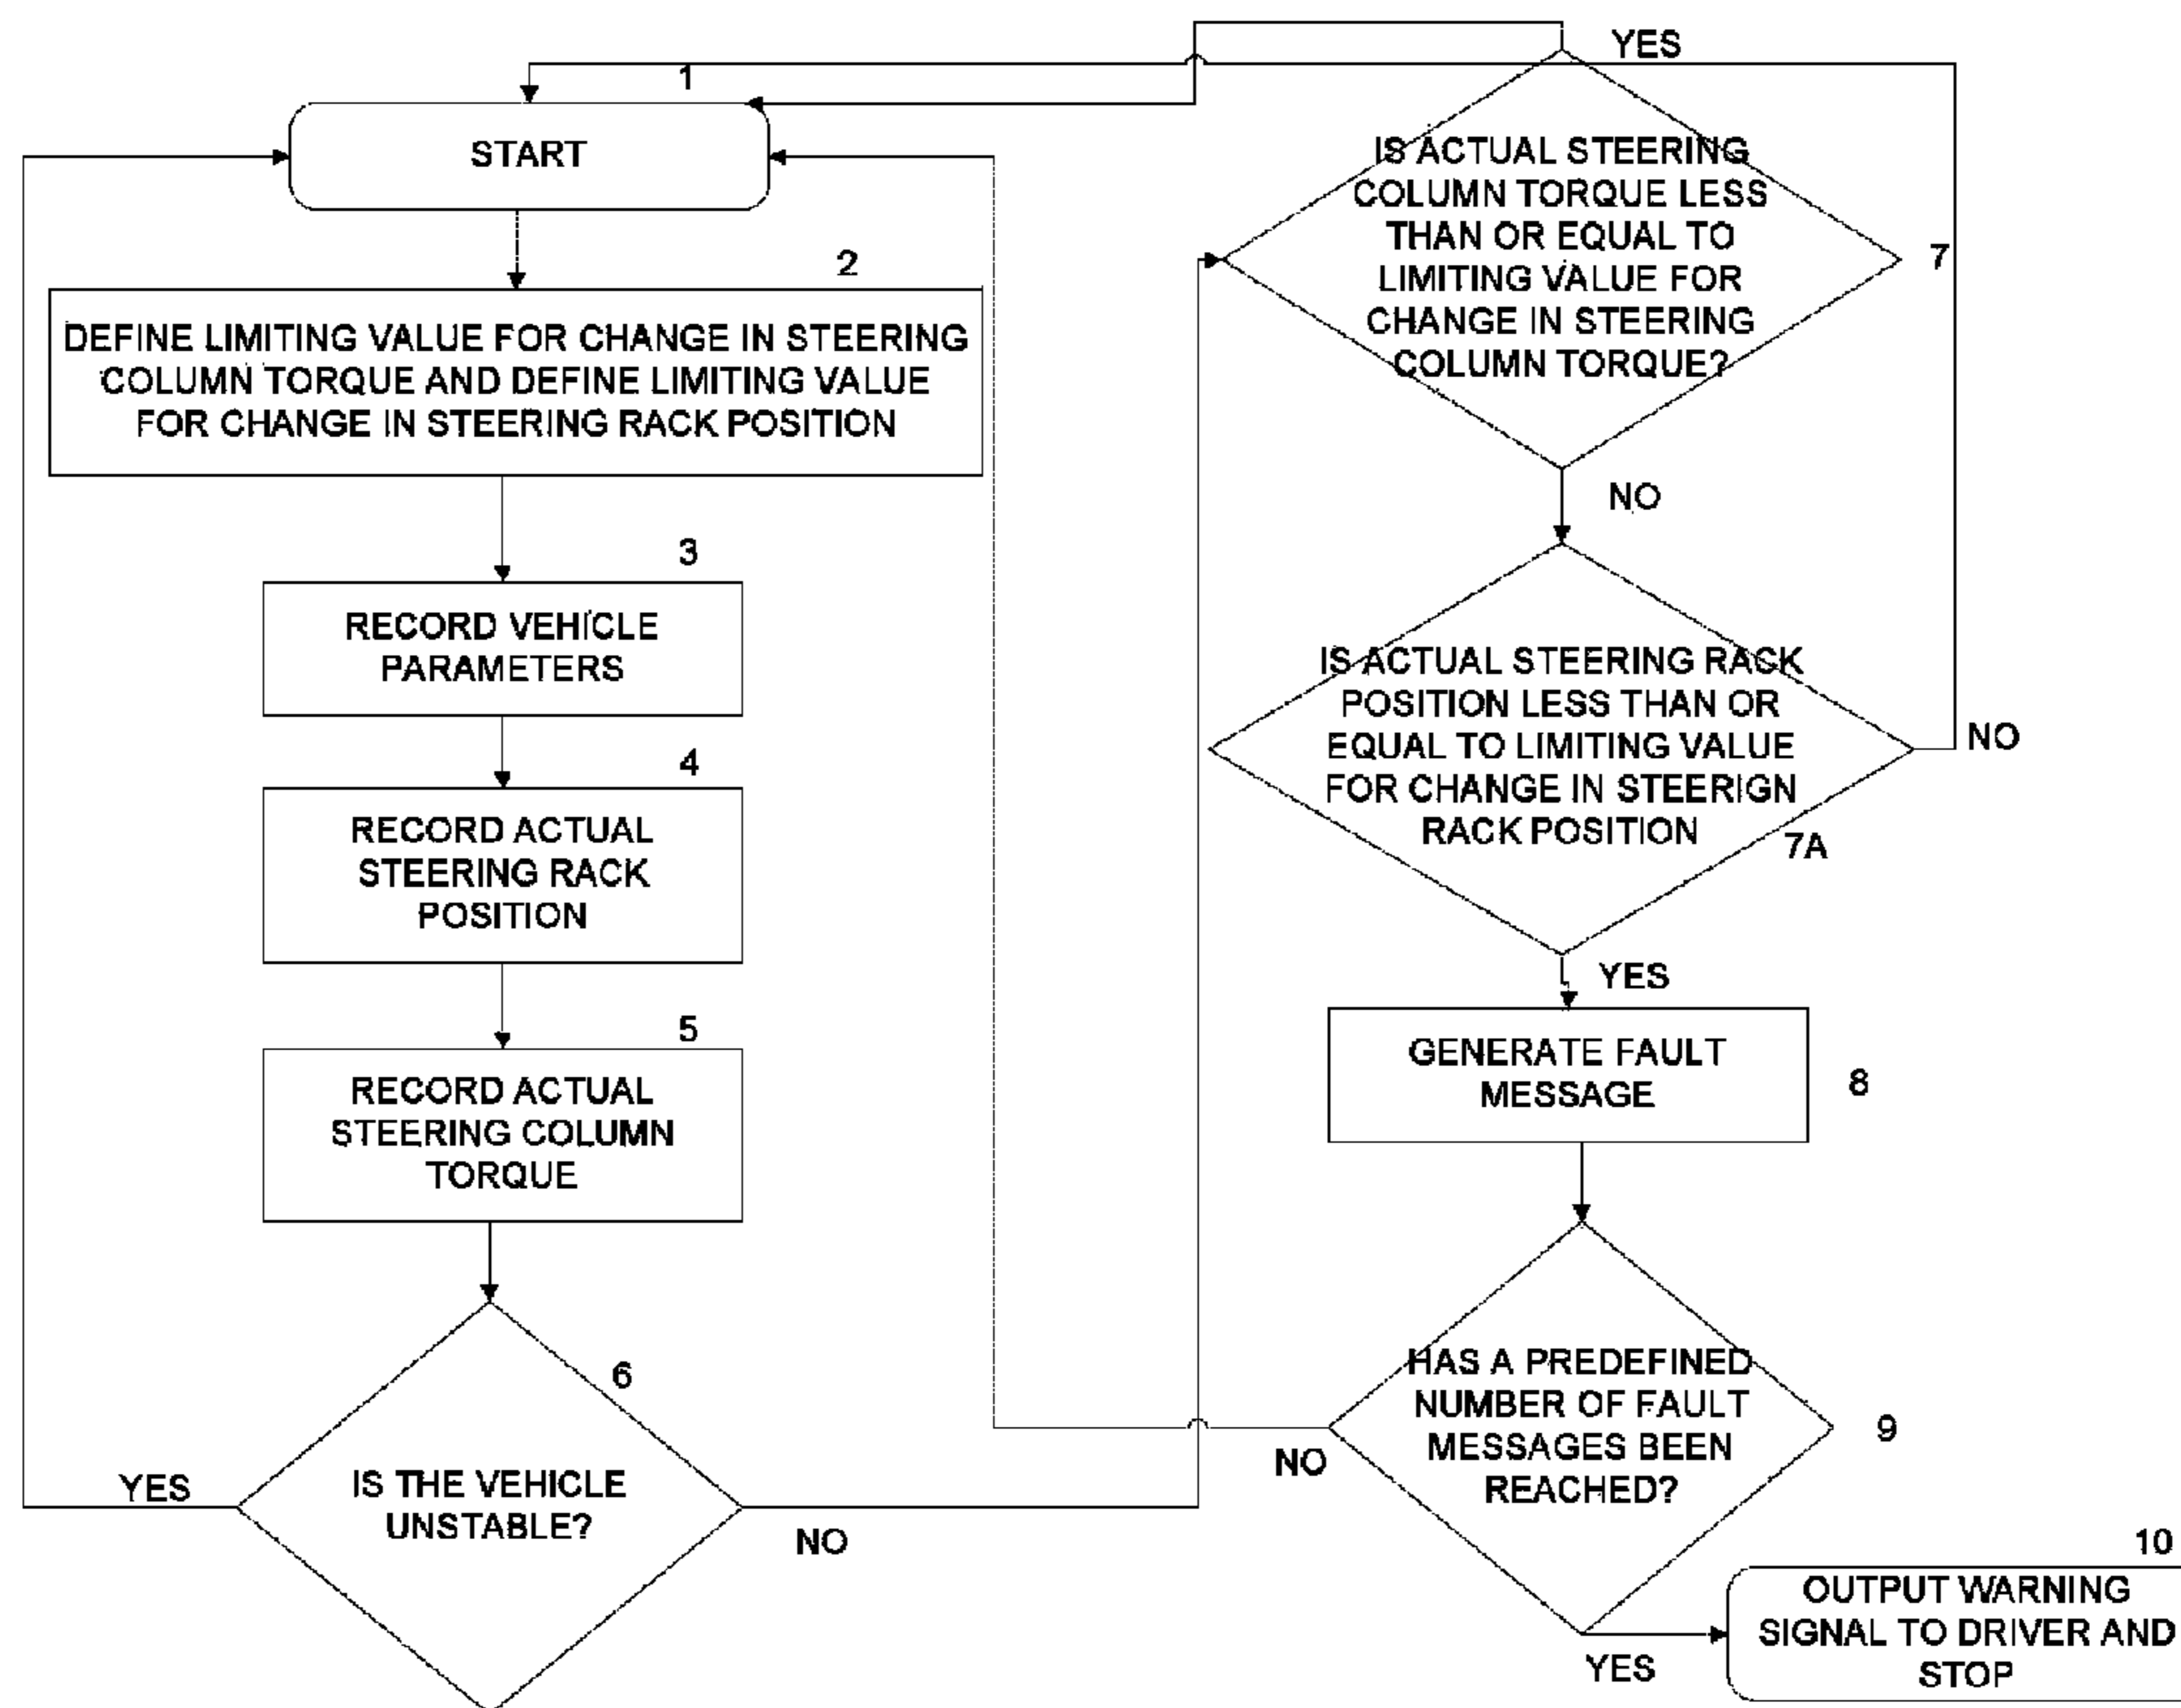 1
START
2
DEFINE LIMITING VALUE FOR CHANGE IN STEERING
COLUMN TORQUE AND DEFINE LIMITING VALUE
FOR CHANGE IN STEERING RACK POSITION
3
RECORD VEHICLE
PARAMETERS
4
RECORD ACTUAL
STEERING RACK
POSITION
5
RECORD ACTUAL
STEERING COLUMN
TORQUE
6
IS THE VEHICLE
UNSTABLE?
YES
NO
YES
IS ACTUAL STEERING
COLUMN TORQUE LESS
THAN OR EQUAL TO
LIMITING VALUE FOR
CHANGE IN STEERING
COLUMN TORQUE?
7
NO
IS ACTUAL STEERING RACK
POSITION LESS THAN OR
EQUAL TO LIMITING VALUE
FOR CHANGE IN STEERIGN
RACK POSITION
7A
NO
YES
GENERATE FAULT
MESSAGE
8
HAS A PREDEFINED
NUMBER OF FAULT
MESSAGES BEEN
REACHED?
9
NO
YES
10
OUTPUT WARNING
SIGNAL TO DRIVER AND
STOP